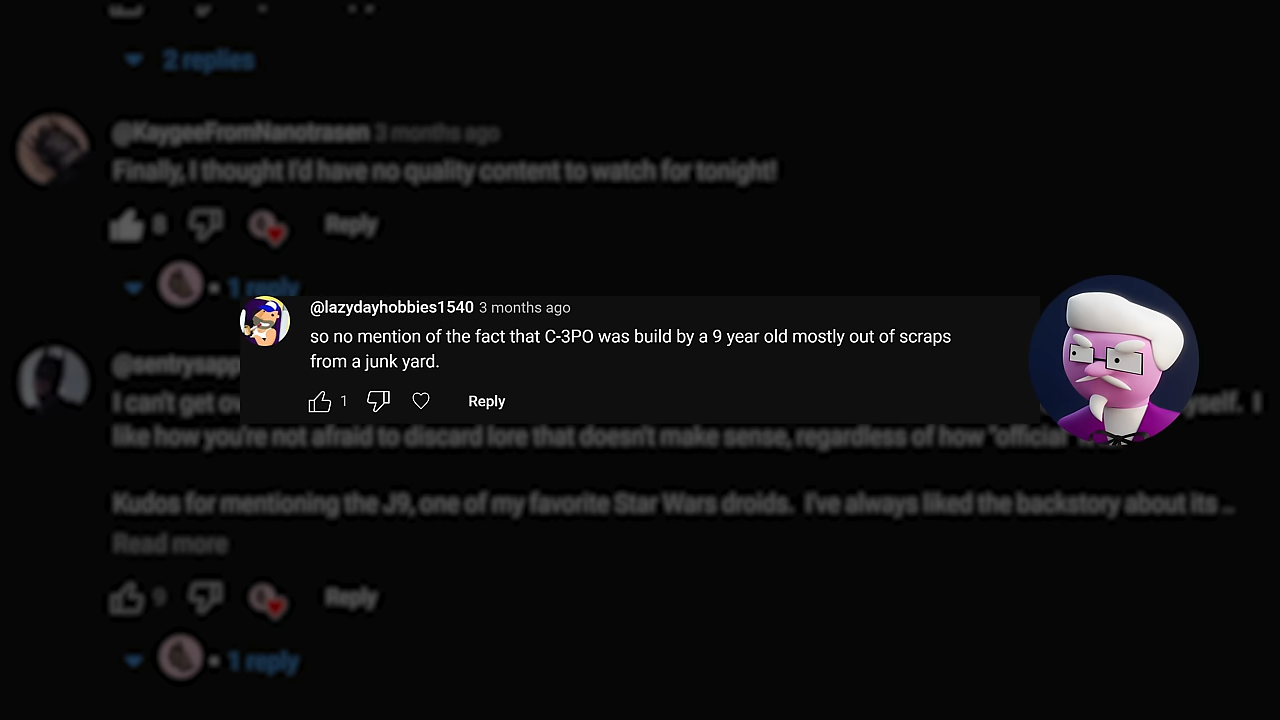 2 replies
@KaygeeFromNanotrasen 3 months ago
Finally, I thought I'd have no quality content to watch for tonight!
8 Reply
1 reply
@lazydayhobbies1540 3 months ago
so no mention of the fact that C-3PO was build by a 9 year old mostly out of scraps
from a junk yard.
1 Reply
@sentrysapp
I can't get ov yself. I
like how you're not afraid to discard lore that doesn't make sense, regardless of how "official"
Kudos for mentioning the J9, one of my favorite Star Wars droids. I've always liked the backstory about its ..
Read more
9 Reply
1 reply